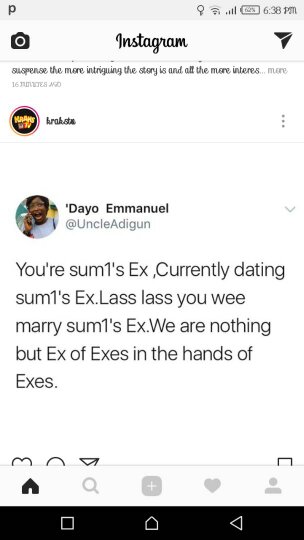 p
62% 6:38 PM
Instagram
suspense the more intriguing the story is and all the more interes... more
16 MINUTES AGO
krakstv
'Dayo Emmanuel
@UncleAdigun
You're sum1's Ex ,Currently dating
sum1's Ex.Lass lass you wee
marry sum1's Ex.We are nothing
but Ex of Exes in the hands of
Exes.